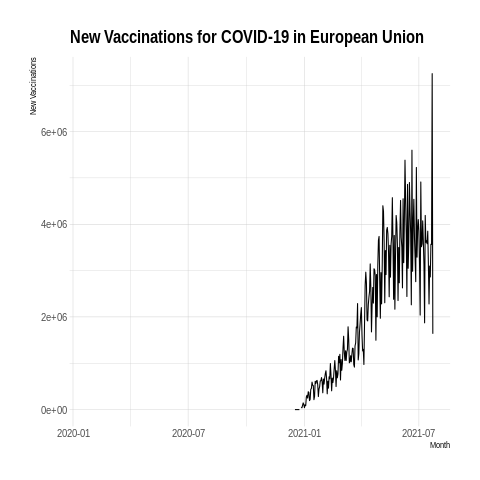 New Vaccinations for COVID-19 in European Union
New Vaccinations
6e+06
4e+06
2e+06
0e+00
2020-01
2020-07
2021-01
2021-07
Month